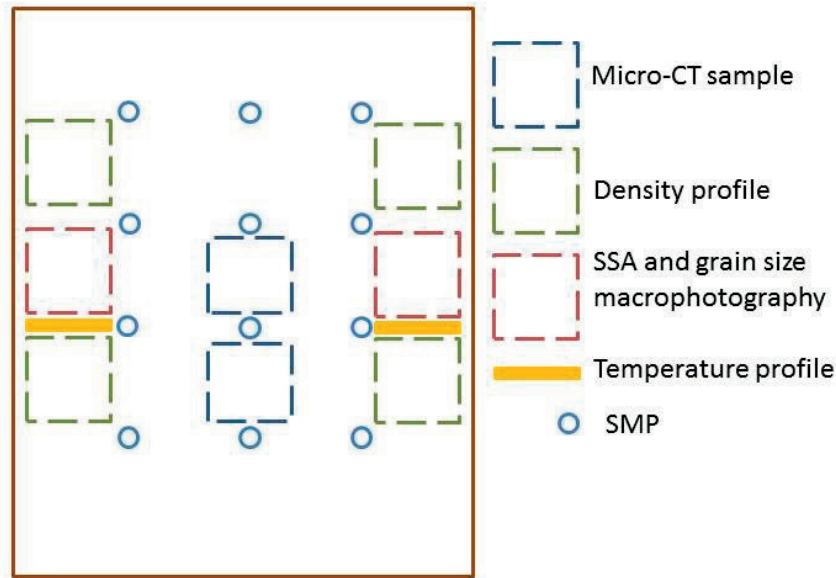 Micro-CT sample
Density profile
SSA and grain size
macrophotography
Temperature profile
SMP